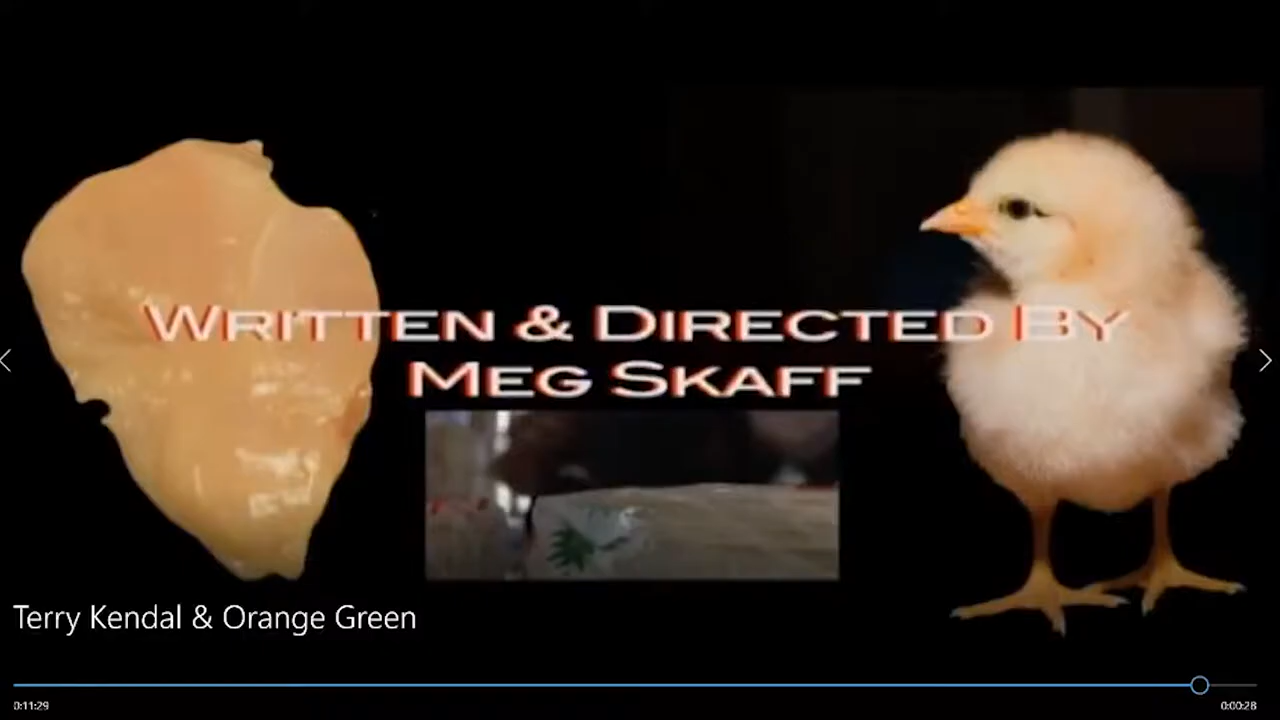 WRITTEN & DIRECTED BY
MEG SKAFF
Terry Kendal & Orange Green
0:11:29
0:00:28